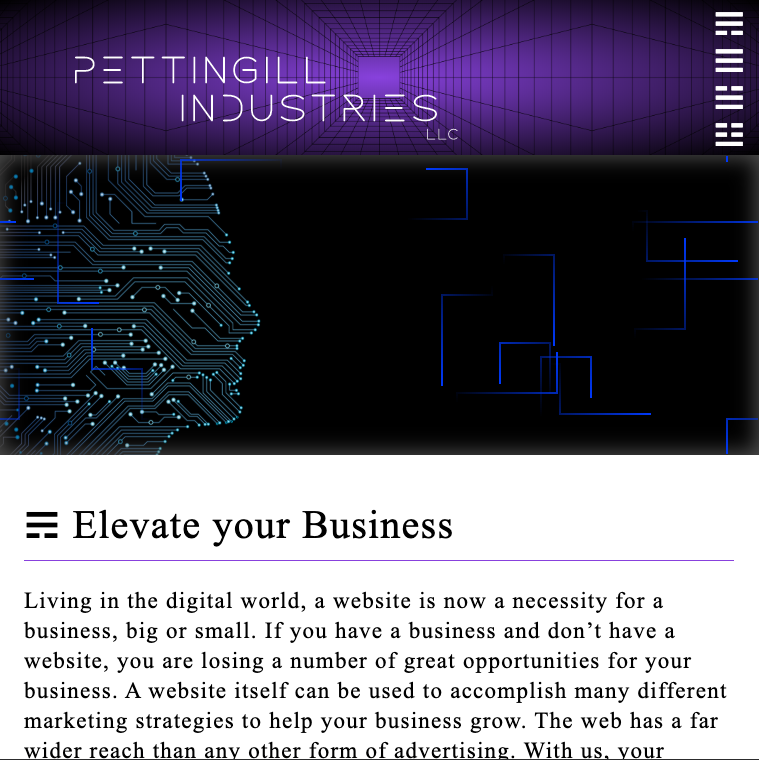 PETTINGILL
INDUSTRIES
LLC
☴ Elevate your Business
Living in the digital world, a website is now a necessity for a
business, big or small. If you have a business and don’t have a
website, you are losing a number of great opportunities for your
business. A website itself can be used to accomplish many different
marketing strategies to help your business grow. The web has a far
wider reach than any other form of advertising. With us, your